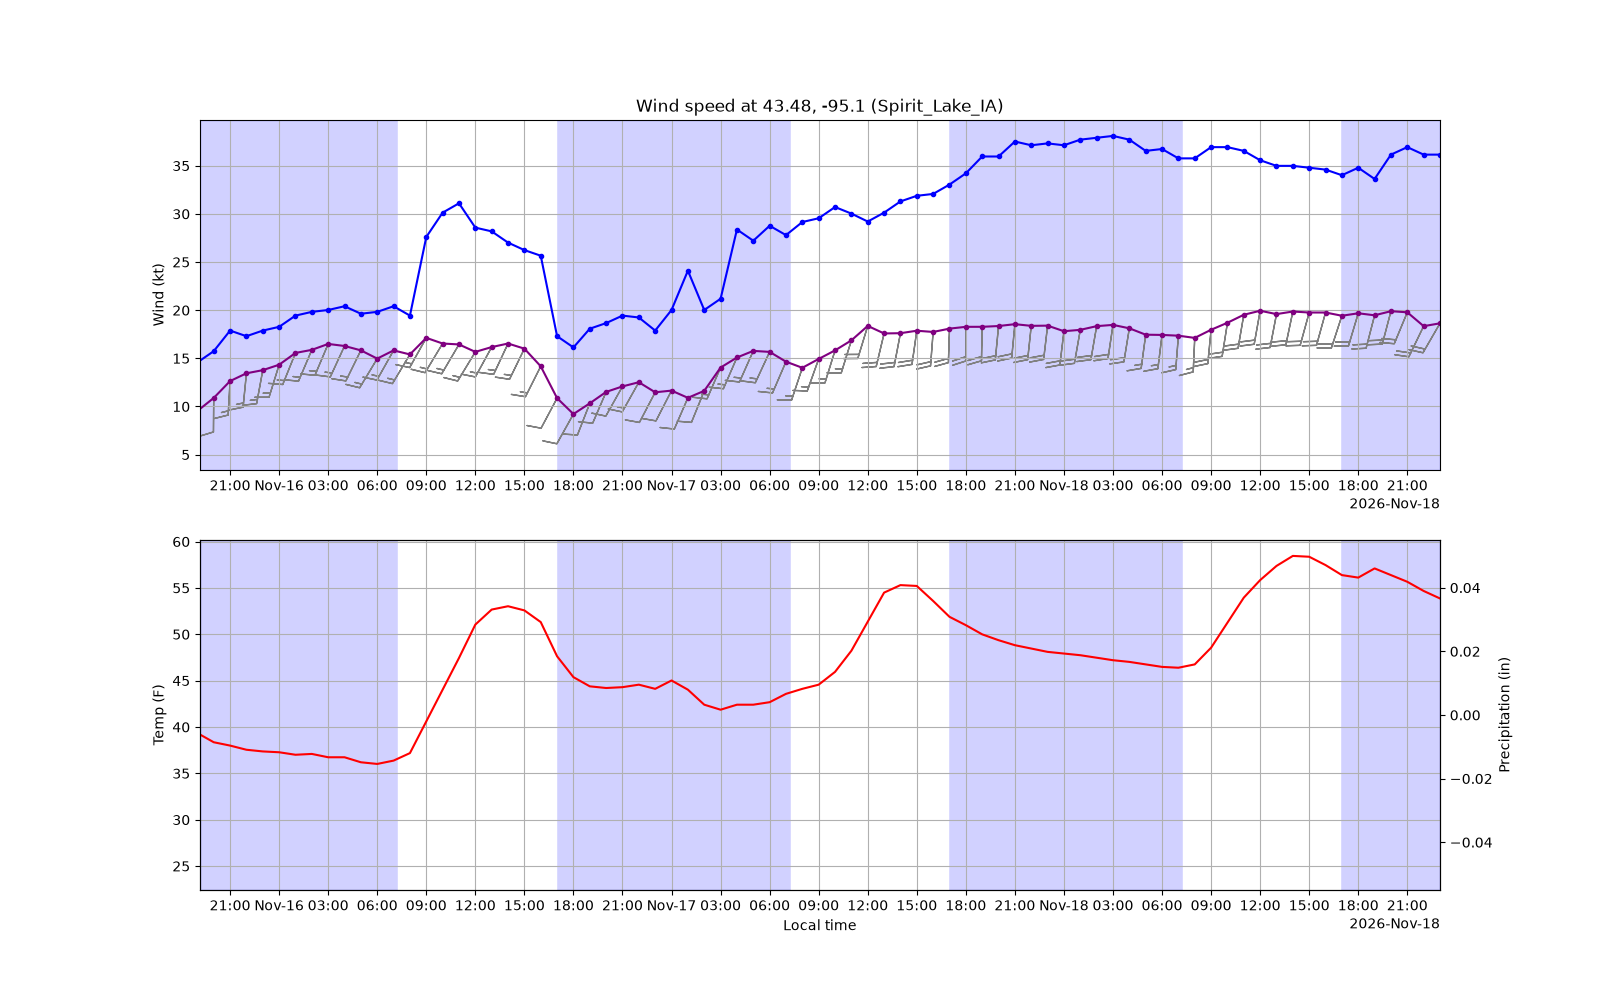 Wind speed at 43.48, -95.1 (Spirit_Lake_IA)
Wind (kt)
35
30
25
20
15
10
5
21:00 Nov-16 03:00 06:00 09:00 12:00 15:00 18:00 21:00 Nov-17 03:00 06:00 09:00 12:00 15:00 18:00 21:00 Nov-18 03:00 06:00 09:00 12:00 15:00 18:00 21:00
2026-Nov-18
Temp (F)
60
55
50
45
40
35
30
25
0.04
0.02
0.00
−0.02
−0.04
Precipitation (in)
21:00 Nov-16 03:00 06:00 09:00 12:00 15:00 18:00 21:00 Nov-17 03:00 06:00 09:00 12:00 15:00 18:00 21:00 Nov-18 03:00 06:00 09:00 12:00 15:00 18:00 21:00
Local time
2026-Nov-18